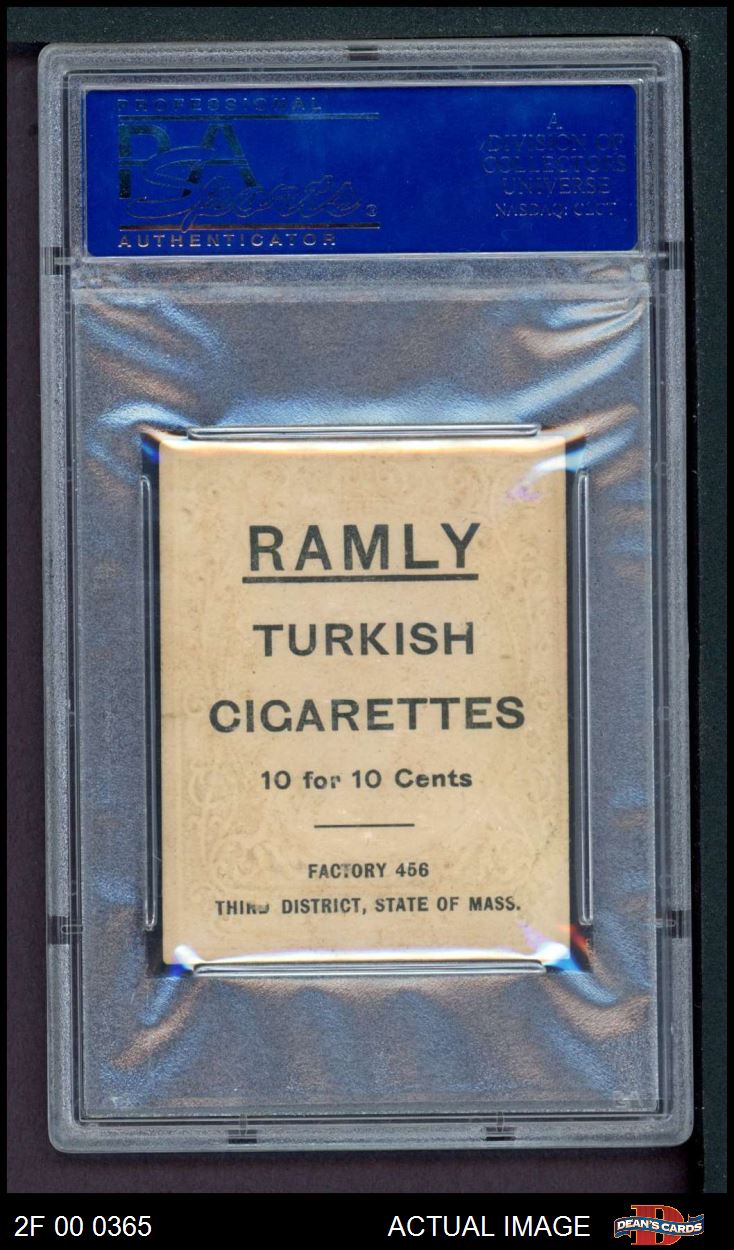 PROFESSIONAL
PSA
Sports
AUTHENTICATOR
A
DIVISION OF
COLLECTORS
UNIVERSE
NASDAQ: CLCT
RAMLY
TURKISH
CIGARETTES
10 for 10 Cents
FACTORY 456
THIRD DISTRICT, STATE OF MASS.
2F 00 0365
ACTUAL IMAGE
D
DEAN'S CARDS